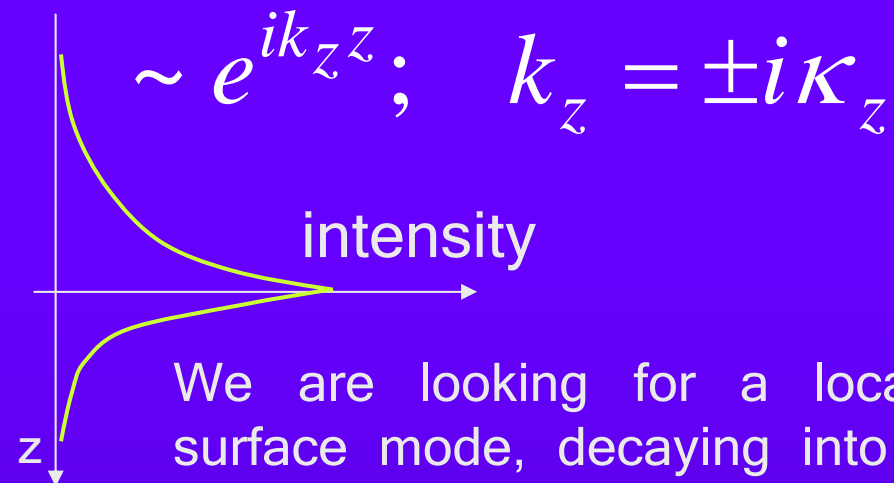 ~ e^{ik_z z}; k_z = ±iκ_z
intensity
We are looking for a loca
surface mode, decaying into
z